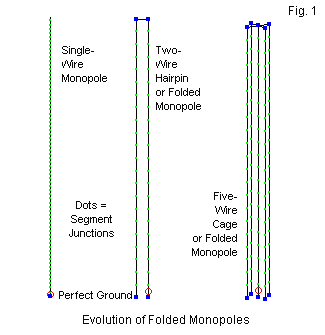 Fig. 1
Single-
Wire
Monopole
Two-
Wire
Hairpin
or Folded
Monopole
Dots =
Segment
Junctions
Five-
Wire
Cage
or Folded
Monopole
Perfect Ground
Evolution of Folded Monopoles